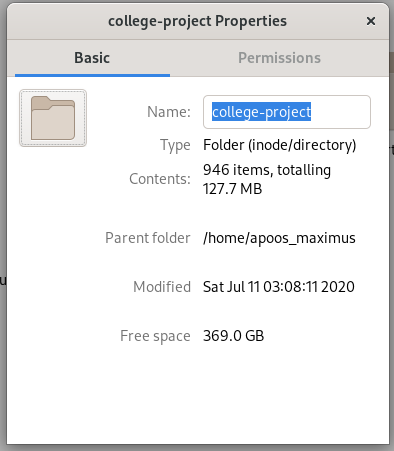 college-project Properties
Basic
Permissions
Name: college-project
Type Folder (inode/directory)
Contents: 946 items, totalling
127.7 MB
Parent folder /home/apoos_maximus
Modified Sat Jul 11 03:08:11 2020
Free space 369.0 GB